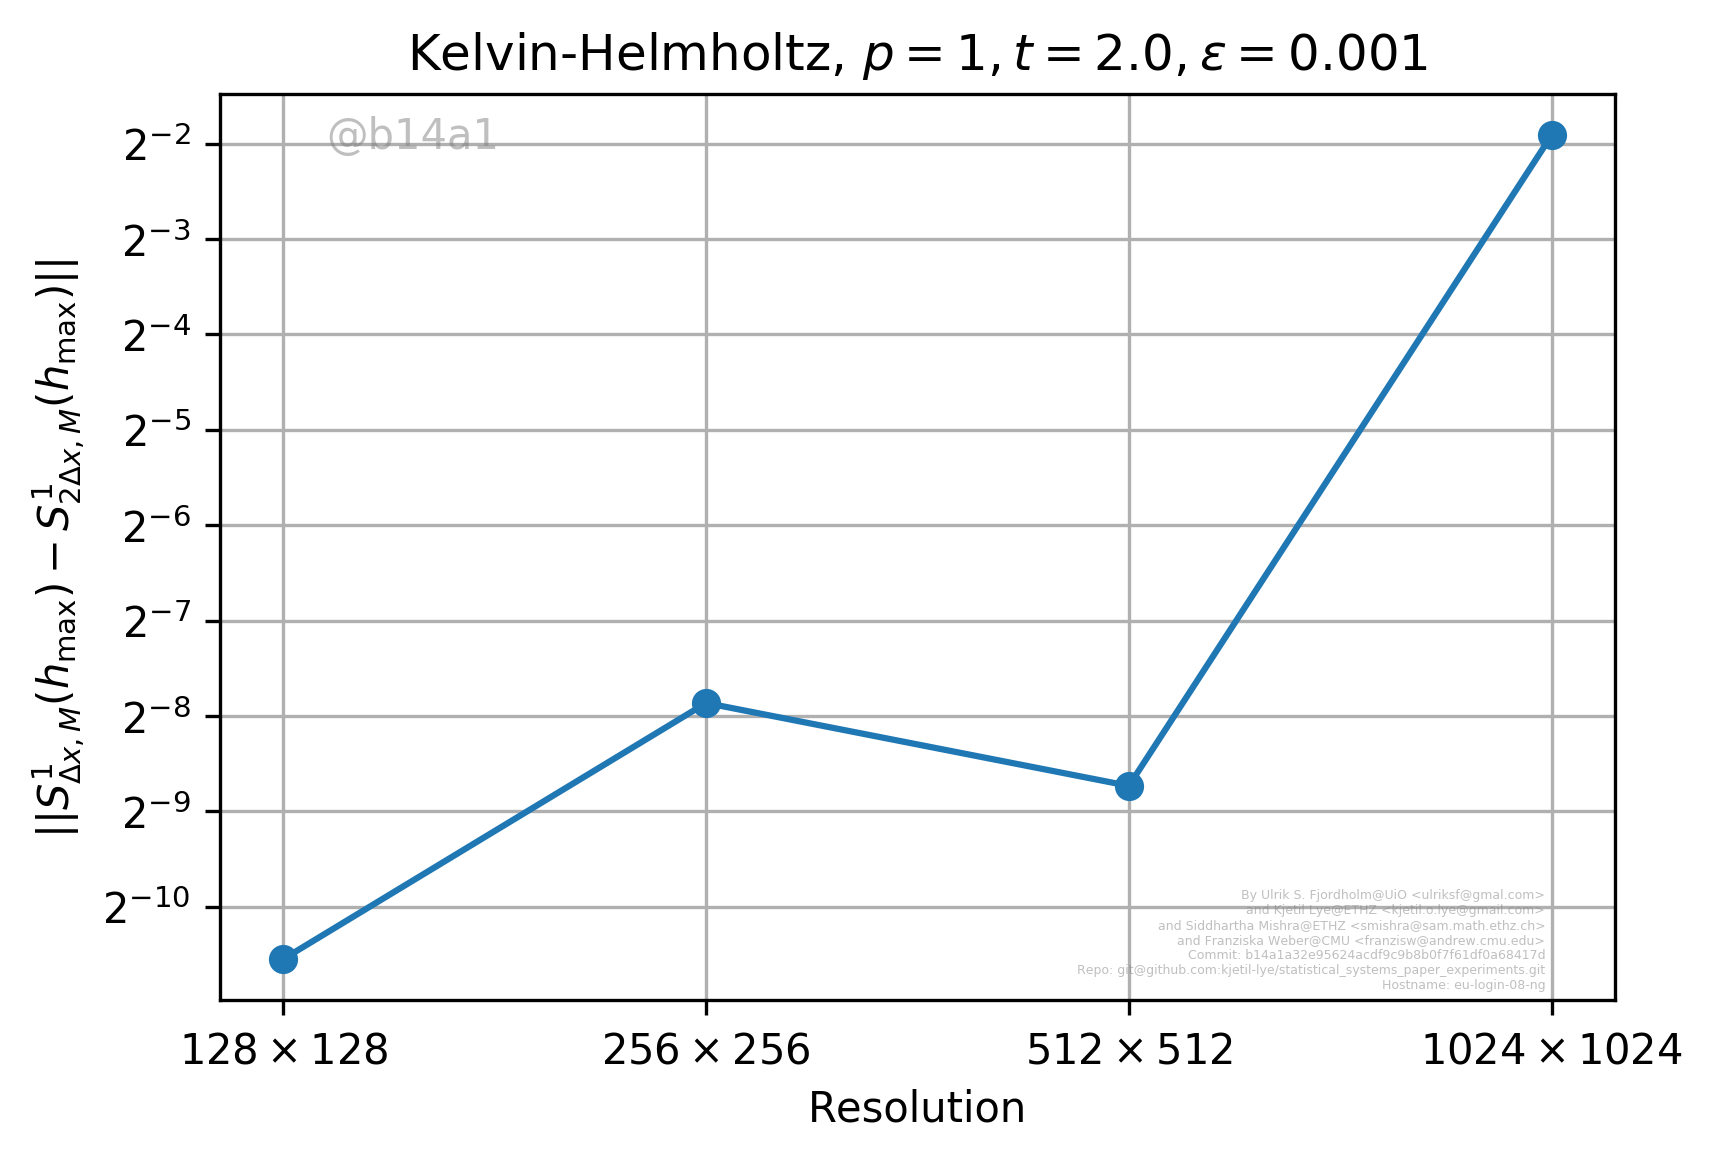 Kelvin-Helmholtz, p = 1, t = 2.0, ε = 0.001
@b14a1
2⁻²
2⁻³
2⁻⁴
2⁻⁵
2⁻⁶
2⁻⁷
2⁻⁸
2⁻⁹
2⁻¹⁰
||S¹_{Δx, M}(h_max) − S¹_{2Δx, M}(h_max)||
By Ulrik S. Fjordholm@UiO <ulriksf@gmal.com>
and Kjetil Lye@ETHZ <kjetil.o.lye@gmail.com>
and Siddhartha Mishra@ETHZ <smishra@sam.math.ethz.ch>
and Franziska Weber@CMU <franzisw@andrew.cmu.edu>
Commit: b14a1a32e95624acdf9c9b8b0f7f61df0a68417d
Repo: git@github.com:kjetil-lye/statistical_systems_paper_experiments.git
Hostname: eu-login-08-ng
128 × 128
256 × 256
512 × 512
1024 × 1024
Resolution